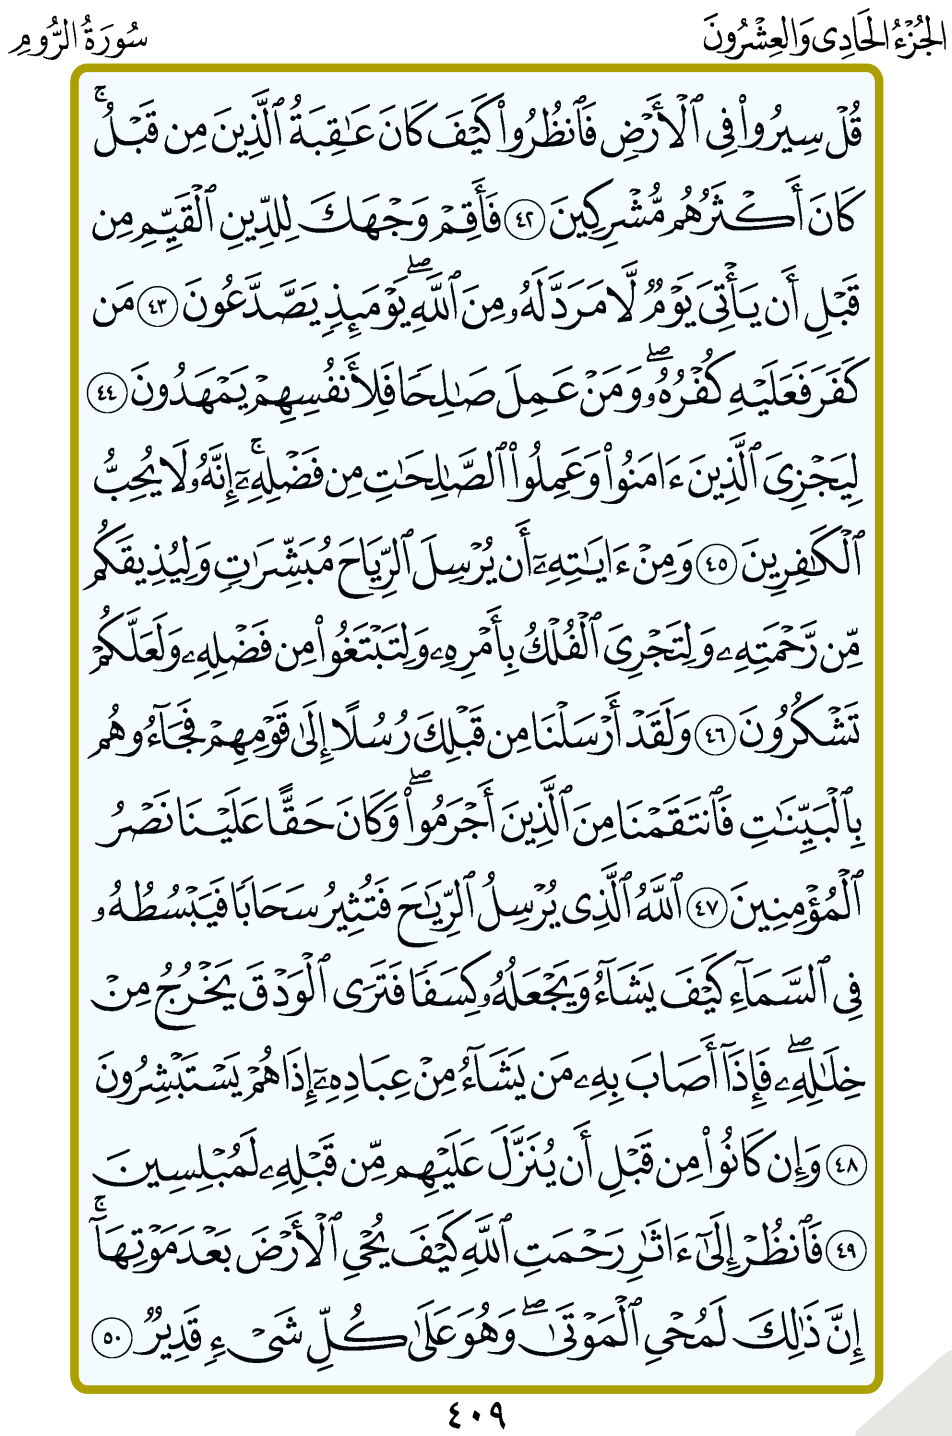 الجُزْءُ الحَادِي وَالعِشْرُونَ
سُورَةُ الرُّومِ
قُلْ سِيرُوا۟ فِى ٱلْأَرْضِ فَٱنظُرُوا۟ كَيْفَ كَانَ عَـٰقِبَةُ ٱلَّذِينَ مِن قَبْلُ ۚ
كَانَ أَكْثَرُهُم مُّشْرِكِينَ ٤٢ فَأَقِمْ وَجْهَكَ لِلدِّينِ ٱلْقَيِّمِ مِن
قَبْلِ أَن يَأْتِىَ يَوْمٌ لَّا مَرَدَّ لَهُۥ مِنَ ٱللَّهِ ۖ يَوْمَئِذٍ يَصَّدَّعُونَ ٤٣ مَن
كَفَرَ فَعَلَيْهِ كُفْرُهُۥ ۖ وَمَنْ عَمِلَ صَـٰلِحًا فَلِأَنفُسِهِمْ يَمْهَدُونَ ٤٤
لِيَجْزِىَ ٱلَّذِينَ ءَامَنُوا۟ وَعَمِلُوا۟ ٱلصَّـٰلِحَـٰتِ مِن فَضْلِهِۦٓ ۚ إِنَّهُۥ لَا يُحِبُّ
ٱلْكَـٰفِرِينَ ٤٥ وَمِنْ ءَايَـٰتِهِۦٓ أَن يُرْسِلَ ٱلرِّيَاحَ مُبَشِّرَٰتٍ وَلِيُذِيقَكُم
مِّن رَّحْمَتِهِۦ وَلِتَجْرِىَ ٱلْفُلْكُ بِأَمْرِهِۦ وَلِتَبْتَغُوا۟ مِن فَضْلِهِۦ وَلَعَلَّكُمْ
تَشْكُرُونَ ٤٦ وَلَقَدْ أَرْسَلْنَا مِن قَبْلِكَ رُسُلًا إِلَىٰ قَوْمِهِمْ فَجَآءُوهُم
بِٱلْبَيِّنَـٰتِ فَٱنتَقَمْنَا مِنَ ٱلَّذِينَ أَجْرَمُوا۟ ۖ وَكَانَ حَقًّا عَلَيْنَا نَصْرُ
ٱلْمُؤْمِنِينَ ٤٧ ٱللَّهُ ٱلَّذِى يُرْسِلُ ٱلرِّيَـٰحَ فَتُثِيرُ سَحَابًا فَيَبْسُطُهُۥ
فِى ٱلسَّمَآءِ كَيْفَ يَشَآءُ وَيَجْعَلُهُۥ كِسَفًا فَتَرَى ٱلْوَدْقَ يَخْرُجُ مِنْ
خِلَـٰلِهِۦ ۖ فَإِذَآ أَصَابَ بِهِۦ مَن يَشَآءُ مِنْ عِبَادِهِۦٓ إِذَا هُمْ يَسْتَبْشِرُونَ
٤٨ وَإِن كَانُوا۟ مِن قَبْلِ أَن يُنَزَّلَ عَلَيْهِم مِّن قَبْلِهِۦ لَمُبْلِسِينَ
٤٩ فَٱنظُرْ إِلَىٰٓ ءَاثَـٰرِ رَحْمَتِ ٱللَّهِ كَيْفَ يُحْىِ ٱلْأَرْضَ بَعْدَ مَوْتِهَآ ۚ
إِنَّ ذَٰلِكَ لَمُحْىِ ٱلْمَوْتَىٰ ۖ وَهُوَ عَلَىٰ كُلِّ شَىْءٍ قَدِيرٌ ٥٠
٤٠٩